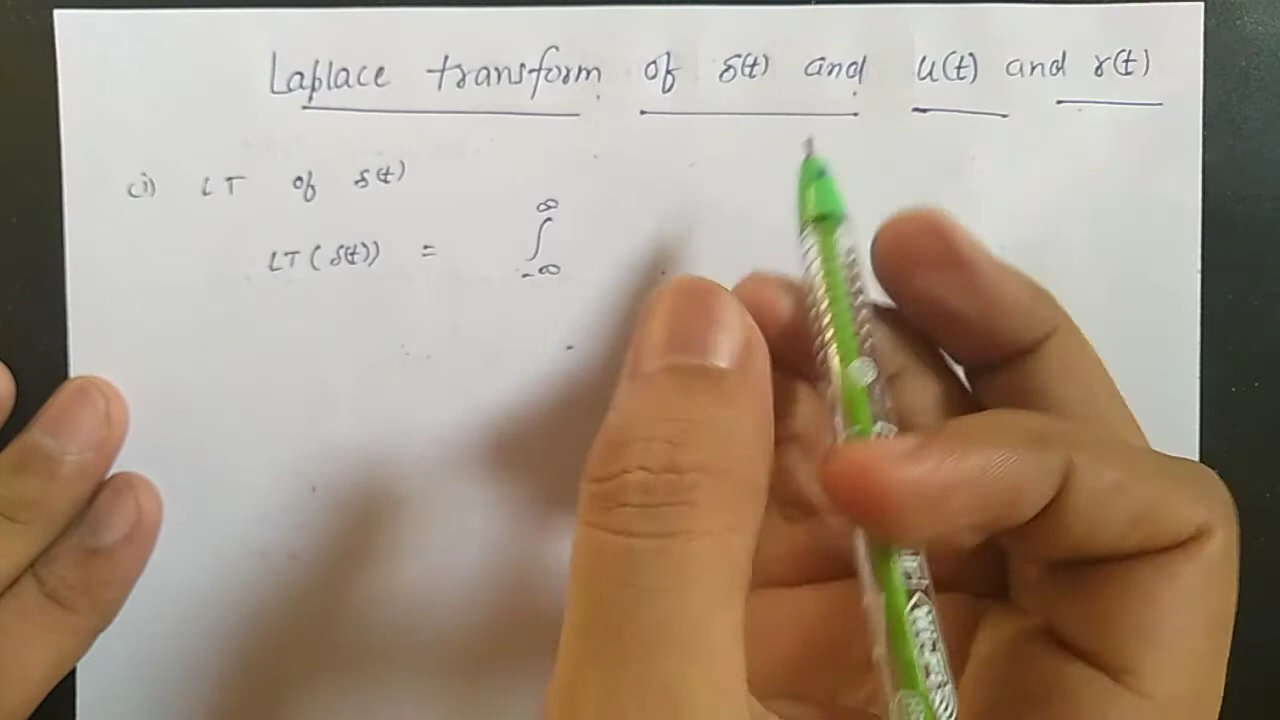 Laplace transform of δ(t) and u(t) and r(t)
(i) LT of δ(t)
LT(δ(t)) = ∫
∞
-∞